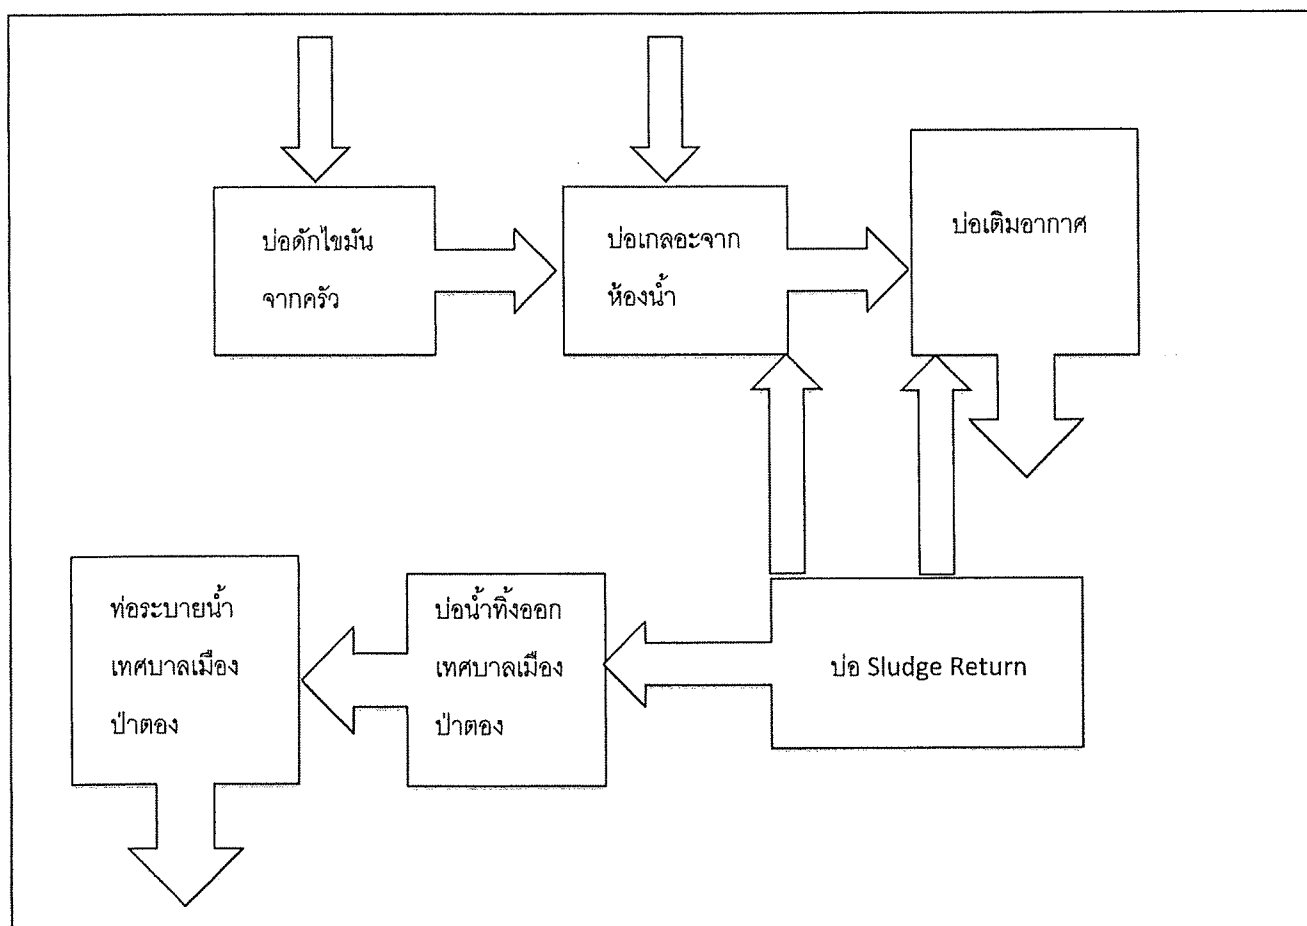 บ่อดักไขมัน
จากครัว
บ่อเกลอะจาก
ห้องน้ำ
บ่อเติมอากาศ
ท่อระบายน้ำ
เทศบาลเมือง
ป่าตอง
บ่อน้ำทิ้งออก
เทศบาลเมือง
ป่าตอง
บ่อ Sludge Return